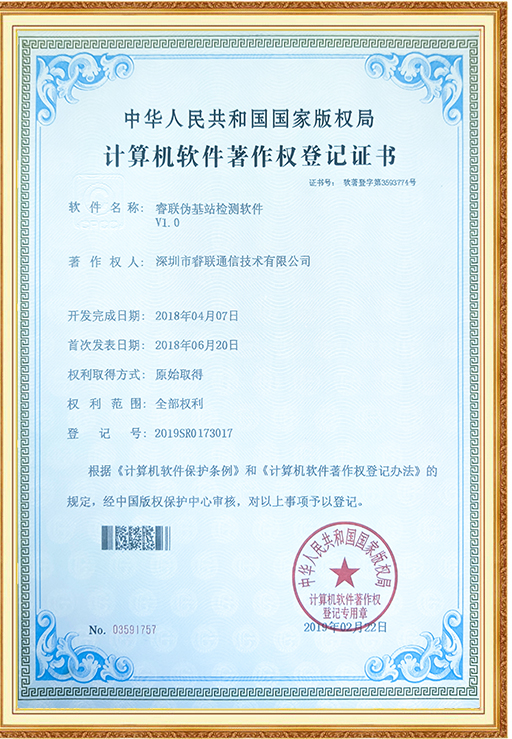 中华人民共和国国家版权局
计算机软件著作权登记证书
证书号： 软著登字第3593774号
软件名称： 睿联伪基站检测软件
V1.0
著作权人： 深圳市睿联通信技术有限公司
开发完成日期： 2018年04月07日
首次发表日期： 2018年06月20日
权利取得方式： 原始取得
权利范围： 全部权利
登记号： 2019SR0173017
根据《计算机软件保护条例》和《计算机软件著作权登记办法》的
规定，经中国版权保护中心审核，对以上事项予以登记。
中华人民共和国国家版权局
计算机软件著作权
登记专用章
No. 03591757
2019年02月22日